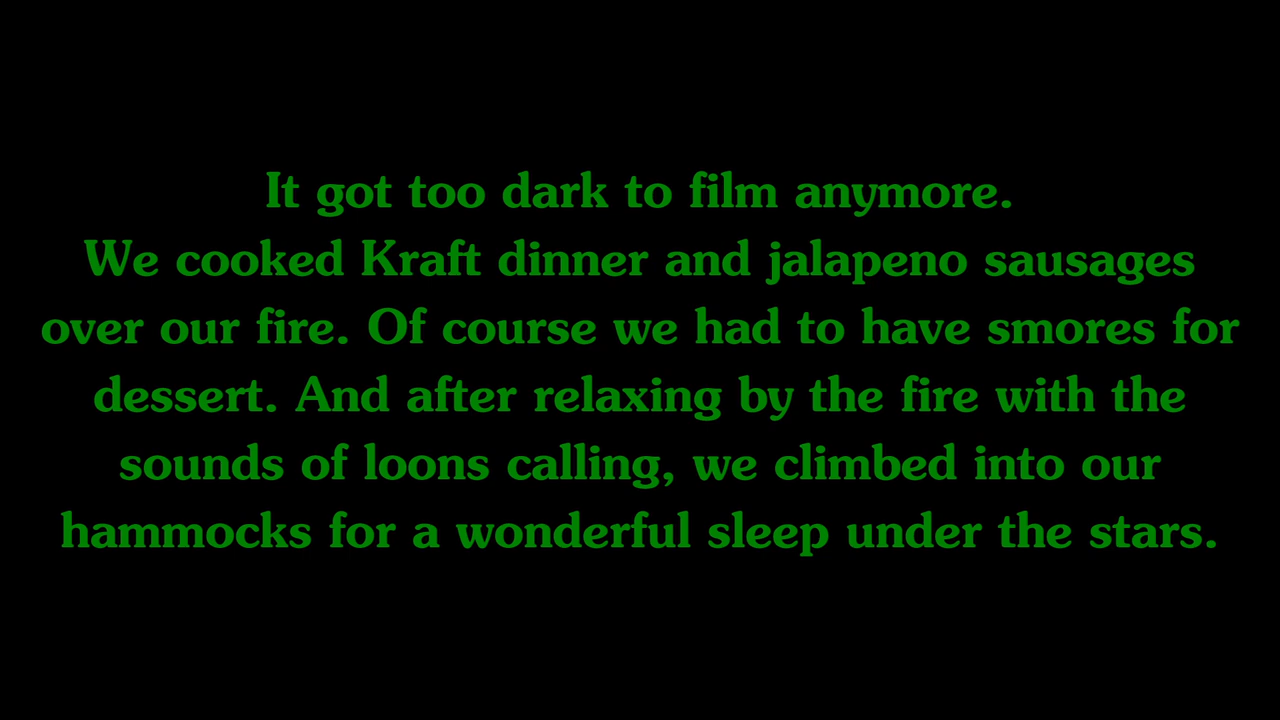 It got too dark to film anymore.
We cooked Kraft dinner and jalapeno sausages
over our fire. Of course we had to have smores for
dessert. And after relaxing by the fire with the
sounds of loons calling, we climbed into our
hammocks for a wonderful sleep under the stars.